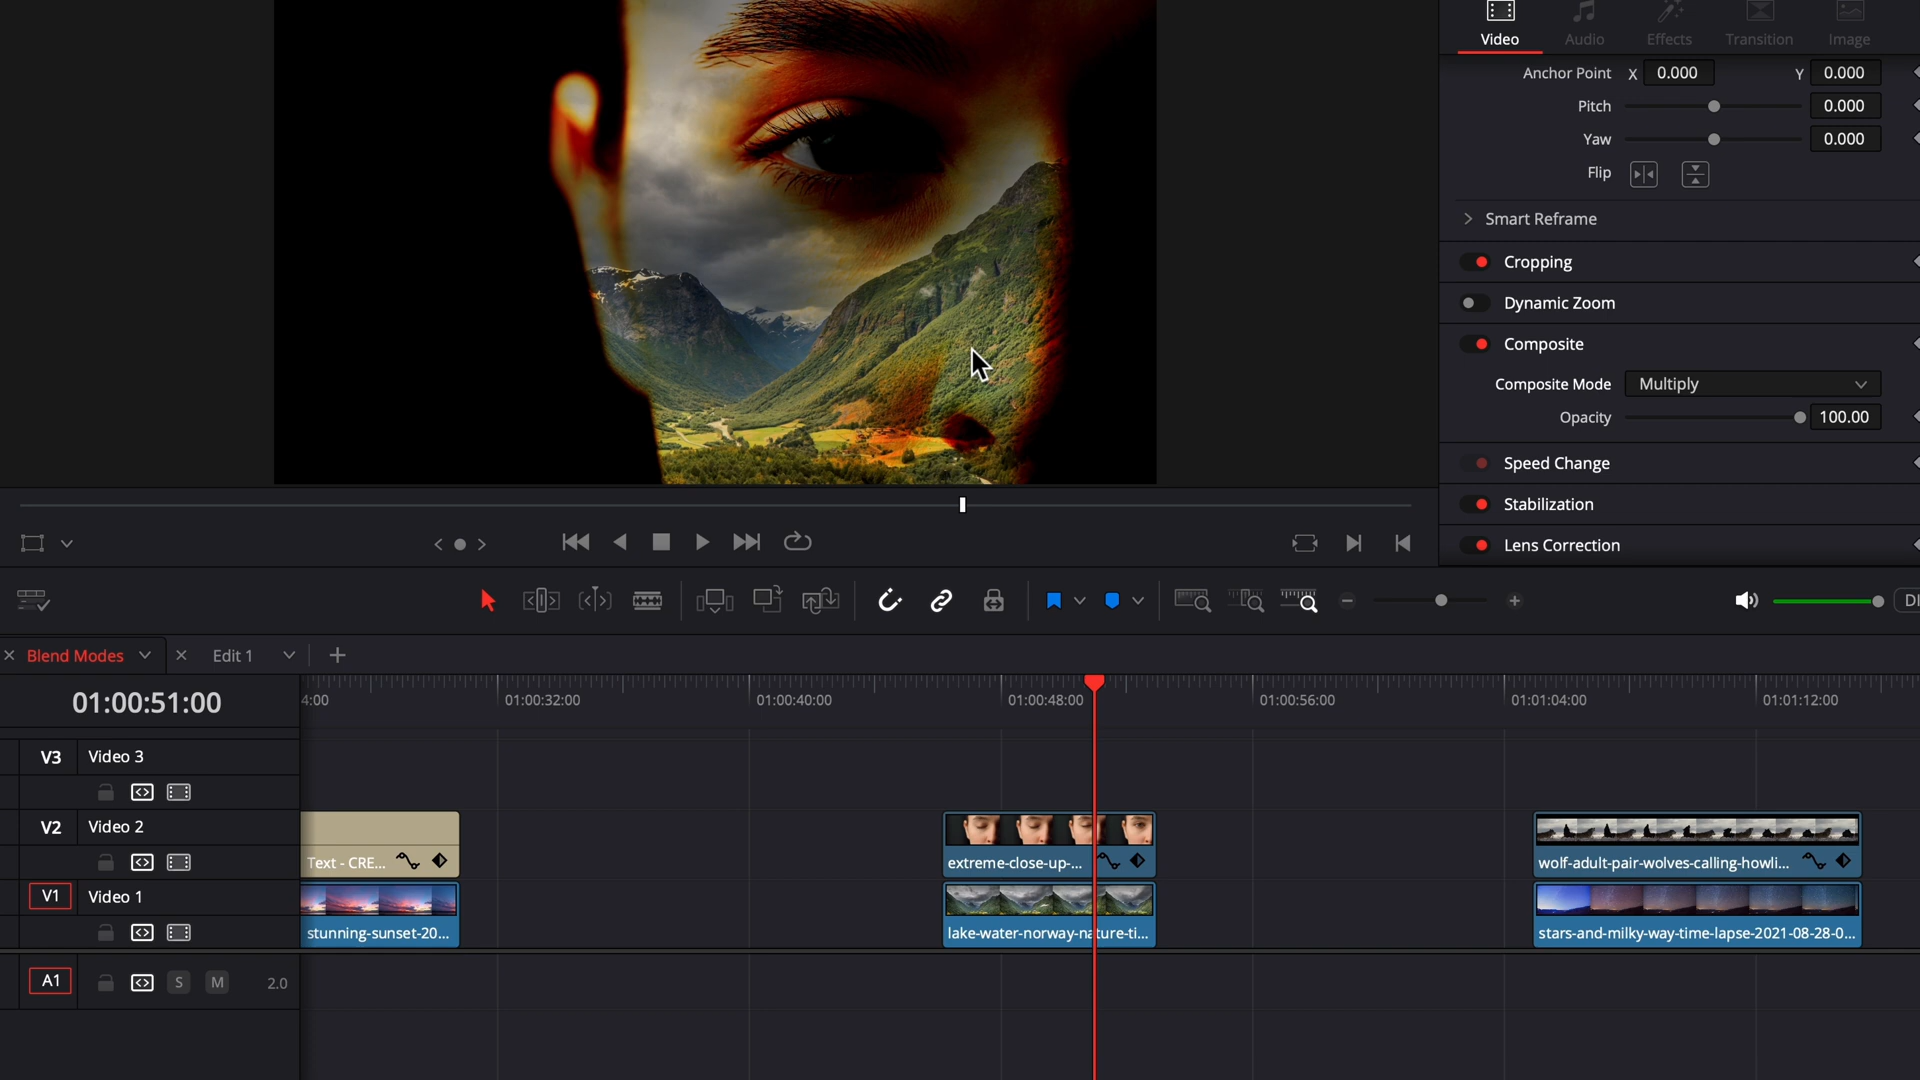 Video Audio Effects Transition Image
Anchor Point X 0.000 Y 0.000
Pitch 0.000
Yaw 0.000
Flip
Smart Reframe
Cropping
Dynamic Zoom
Composite
Composite Mode Multiply
Opacity 100.00
Speed Change
Stabilization
Lens Correction
DI
Blend Modes Edit 1
01:00:51:00
4:00 01:00:32:00 01:00:40:00 01:00:48:00 01:00:56:00 01:01:04:00 01:01:12:00
V3 Video 3
V2 Video 2
Text - CRE... extreme-close-up-... wolf-adult-pair-wolves-calling-howli...
V1 Video 1
stunning-sunset-20... lake-water-norway-nature-ti... stars-and-milky-way-time-lapse-2021-08-28-0...
A1 S M 2.0